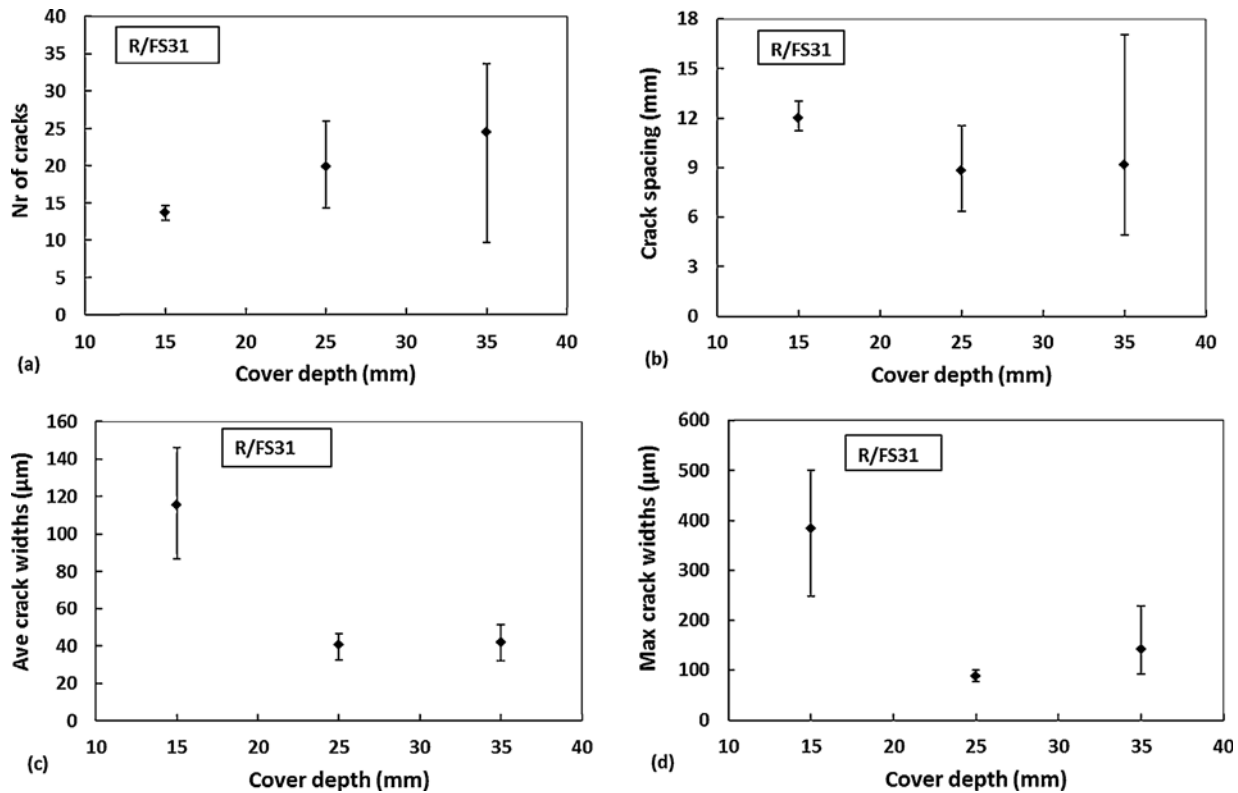 R/FS31
Nr of cracks
40
35
30
25
20
15
10
5
0
10 15 20 25 30 35 40
Cover depth (mm)
(a)
R/FS31
Crack spacing (mm)
18
15
12
9
6
3
0
10 15 20 25 30 35 40
Cover depth (mm)
(b)
R/FS31
Ave crack widths (µm)
160
140
120
100
80
60
40
20
0
10 15 20 25 30 35 40
Cover depth (mm)
(c)
R/FS31
Max crack widths (µm)
600
500
400
300
200
100
0
10 15 20 25 30 35 40
Cover depth (mm)
(d)